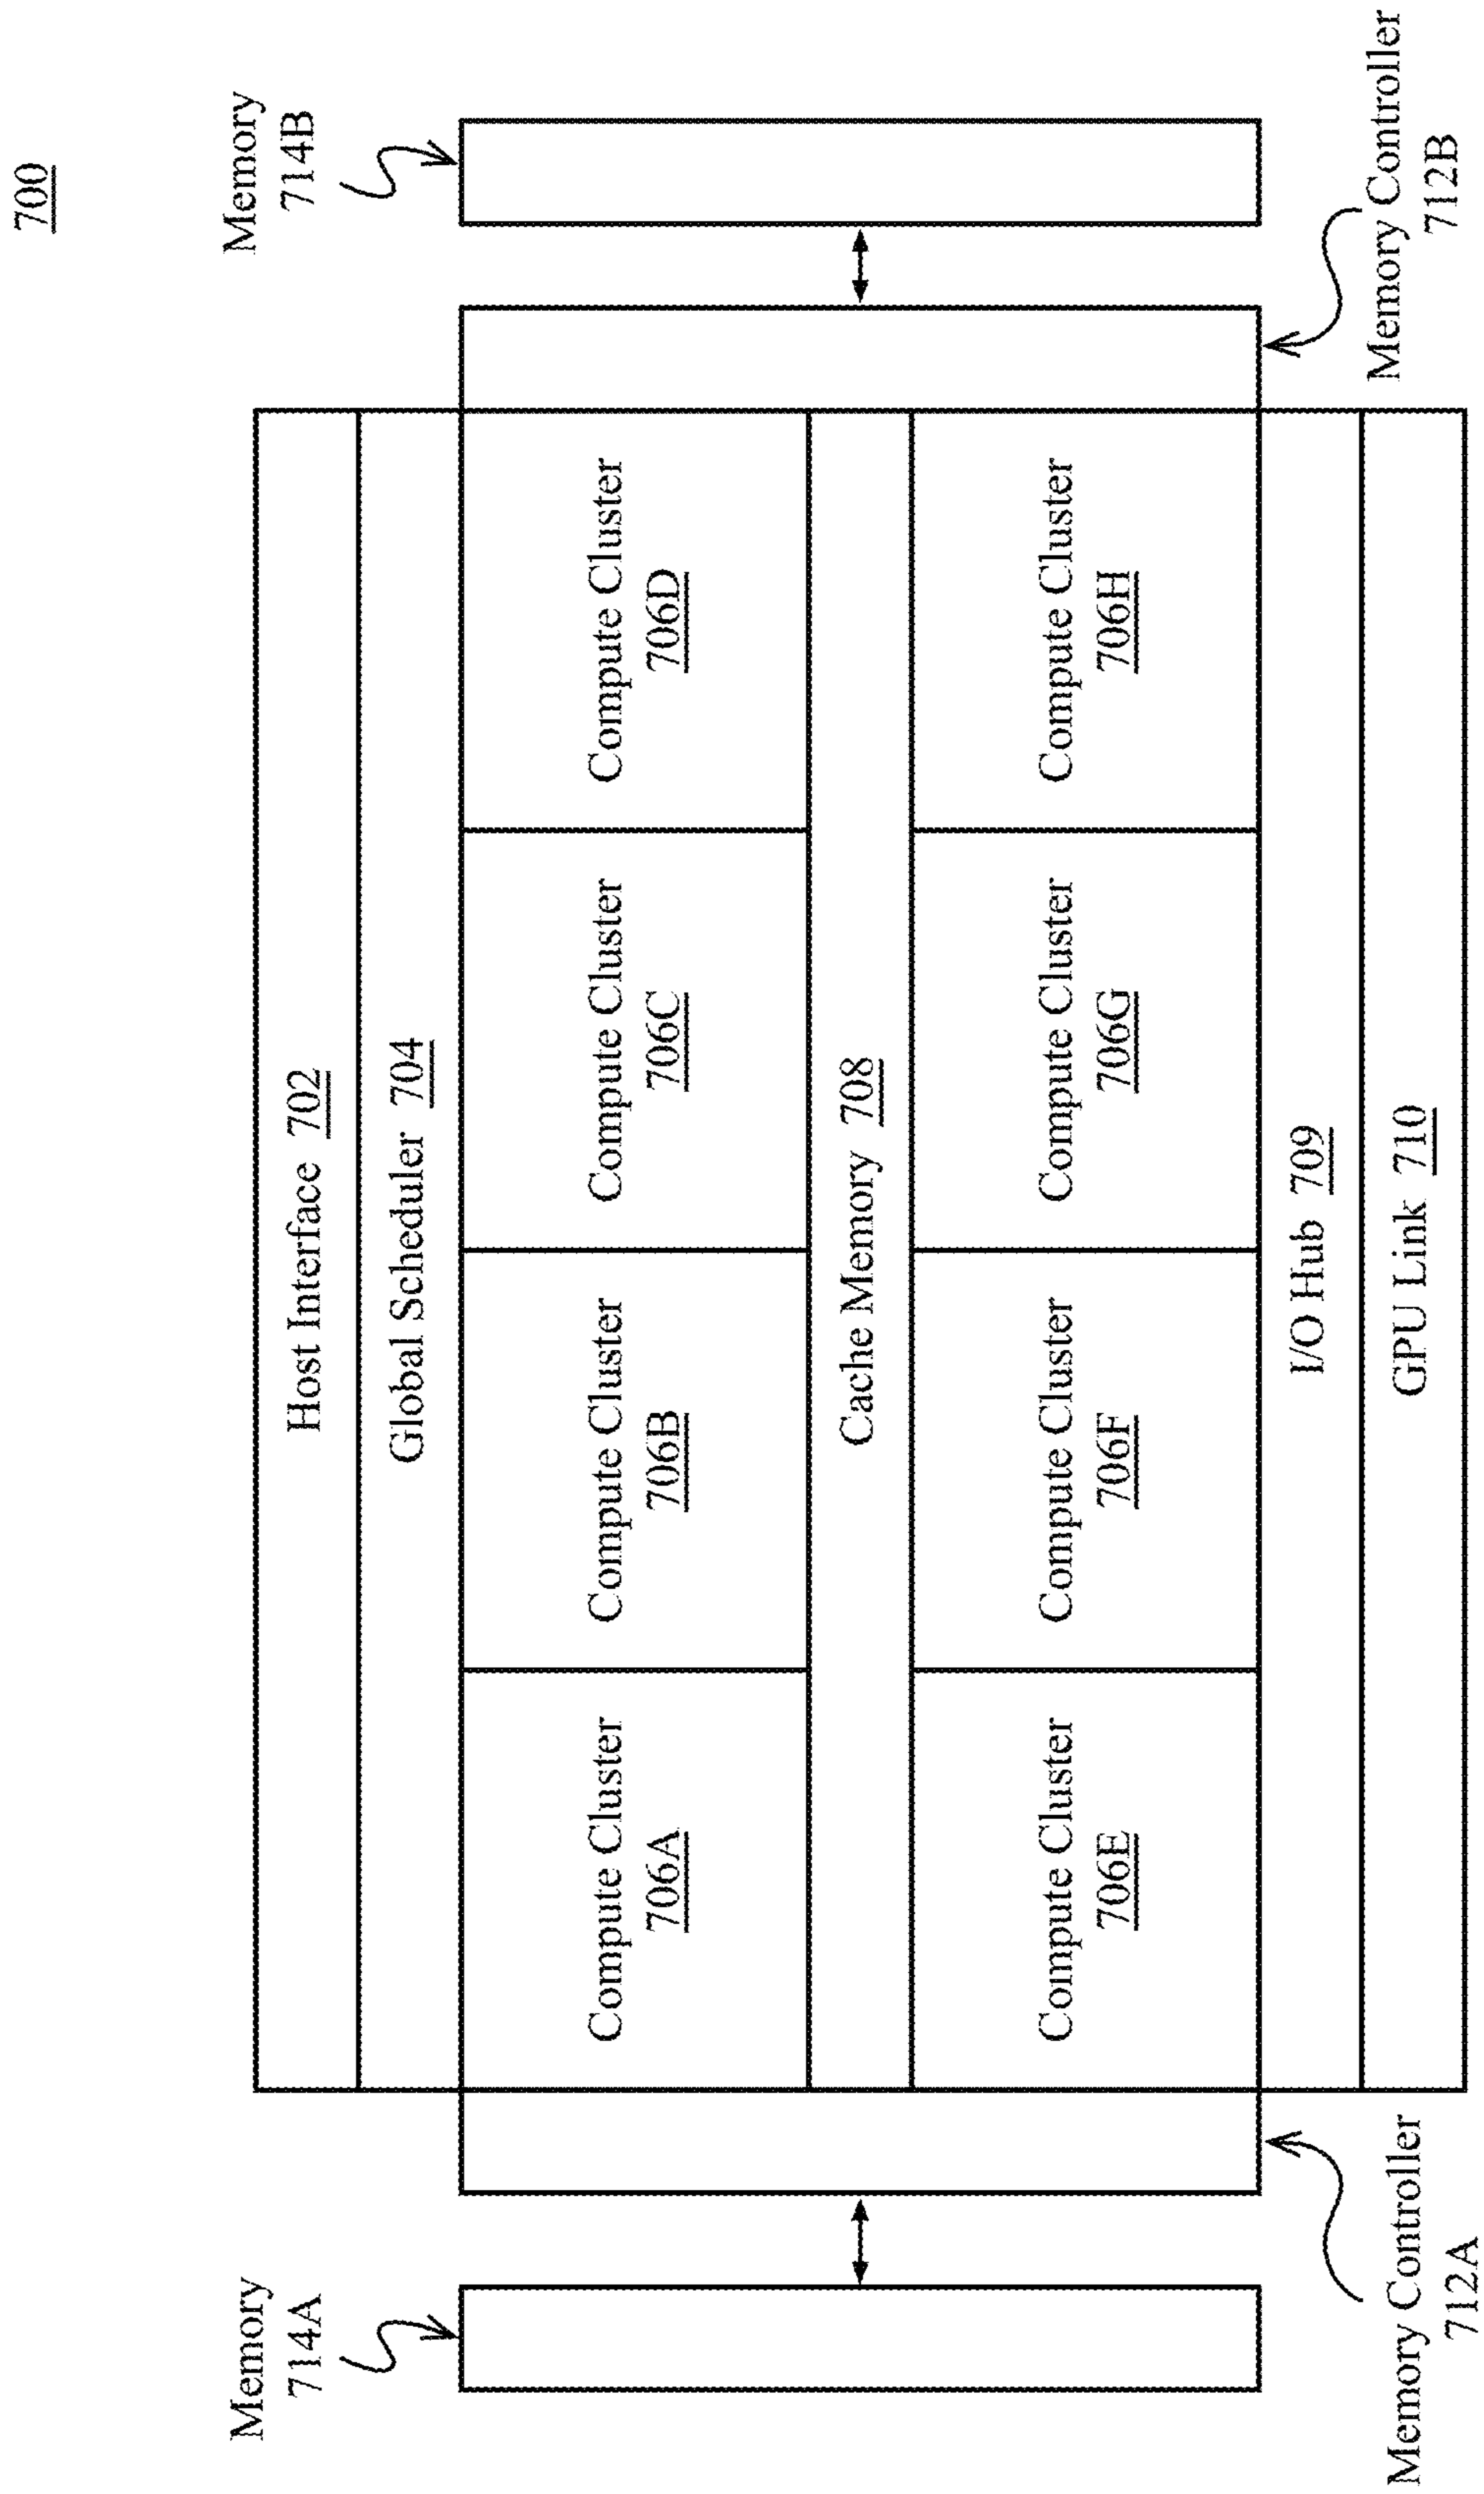 700
Memory
714A
Memory
714B
Host Interface 702
Global Scheduler 704
Compute Cluster
706A
Compute Cluster
706B
Compute Cluster
706C
Compute Cluster
706D
Cache Memory 708
Compute Cluster
706E
Compute Cluster
706F
Compute Cluster
706G
Compute Cluster
706H
I/O Hub 709
GPU Link 710
Memory Controller
712A
Memory Controller
712B